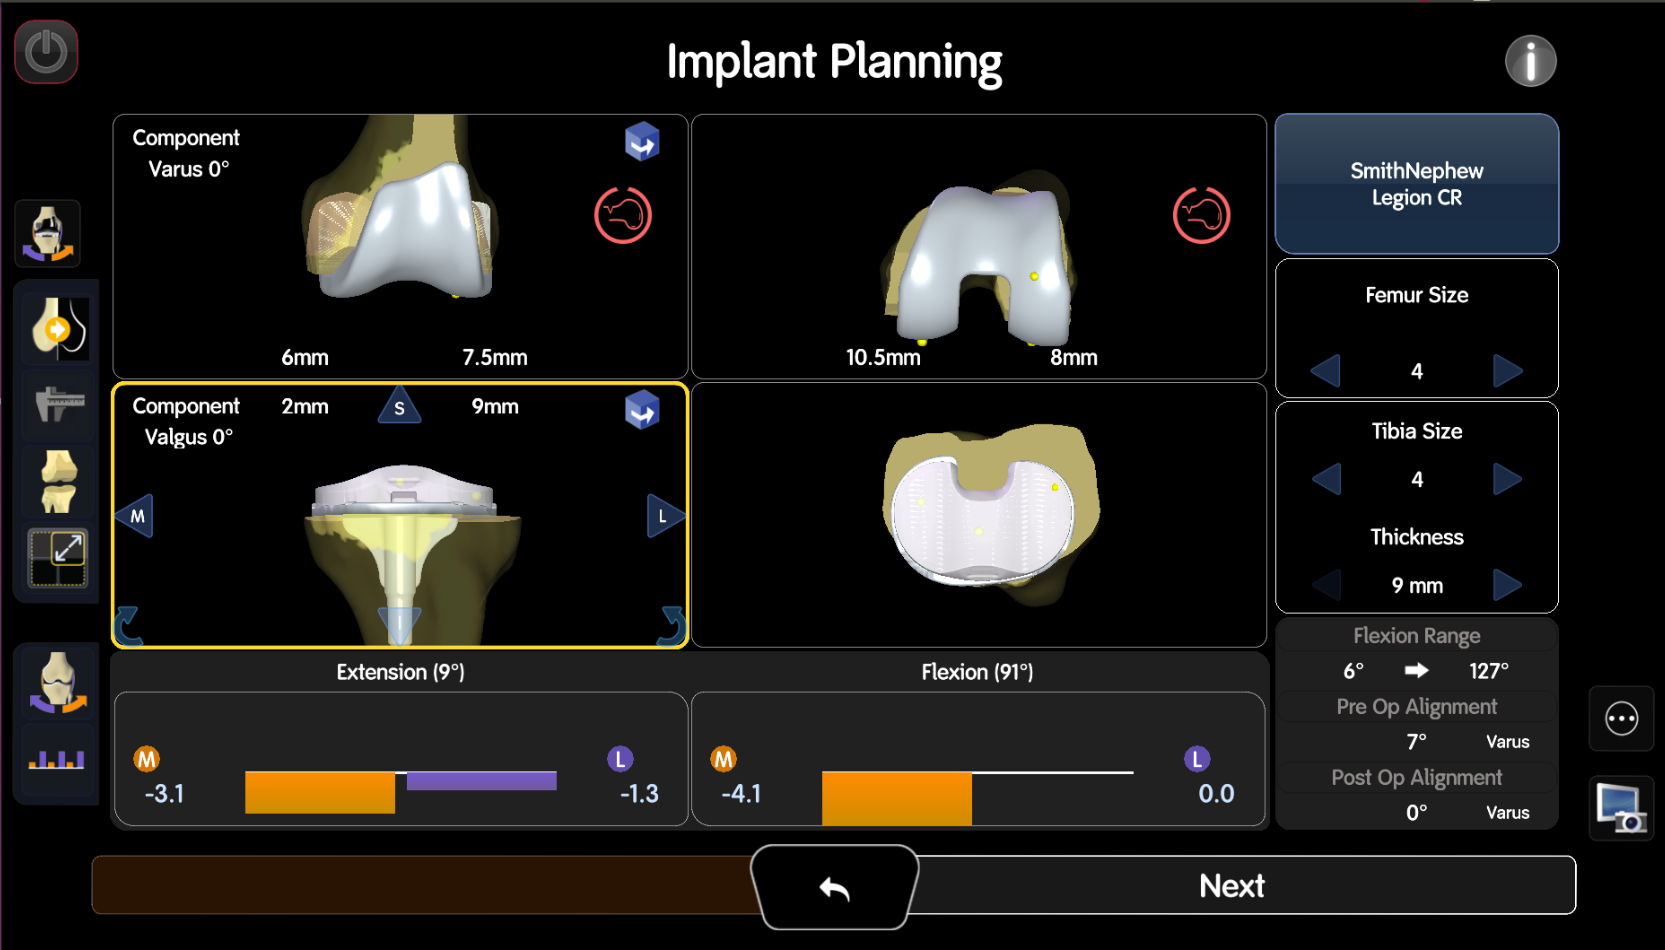 Implant Planning
Component
Varus 0°
6mm 7.5mm
10.5mm 8mm
SmithNephew
Legion CR
Femur Size
4
Component 2mm S 9mm
Valgus 0°
M L
I
Tibia Size
4
Thickness
9 mm
Extension (9°)
M L
-3.1 -1.3
Flexion (91°)
M L
-4.1 0.0
Flexion Range
6° 127°
Pre Op Alignment
7° Varus
Post Op Alignment
0° Varus
Next